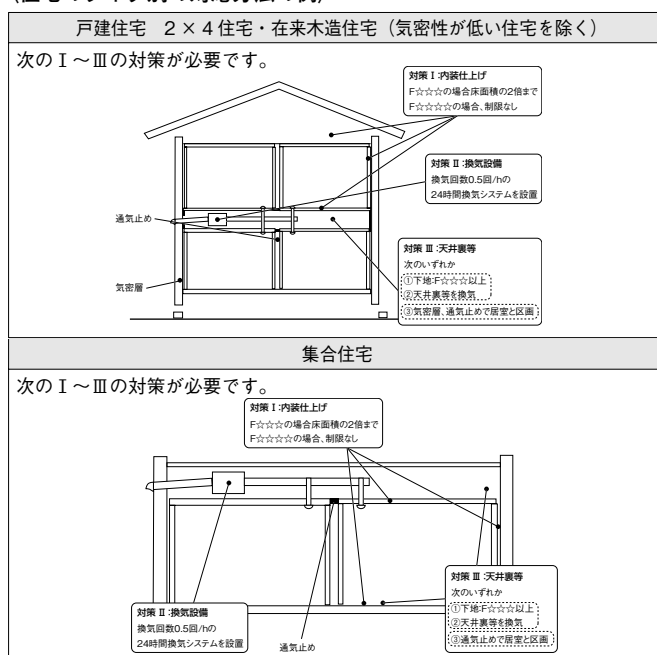 戸建住宅 2×4住宅・在来木造住宅（気密性が低い住宅を除く）
次のⅠ～Ⅲの対策が必要です。
対策Ⅰ:内装仕上げ
F☆☆☆の場合床面積の2倍まで
F☆☆☆☆の場合、制限なし
対策Ⅱ:換気設備
換気回数0.5回/hの
24時間換気システムを設置
通気止め
対策Ⅲ:天井裏等
次のいずれか
①下地:F☆☆☆以上
②天井裏等を換気
③気密層、通気止めで居室と区画
気密層
集合住宅
次のⅠ～Ⅲの対策が必要です。
対策Ⅰ:内装仕上げ
F☆☆☆の場合床面積の2倍まで
F☆☆☆☆の場合、制限なし
対策Ⅲ:天井裏等
次のいずれか
①下地:F☆☆☆以上
②天井裏等を換気
③通気止めで居室と区画
対策Ⅱ:換気設備
換気回数0.5回/hの
24時間換気システムを設置
通気止め